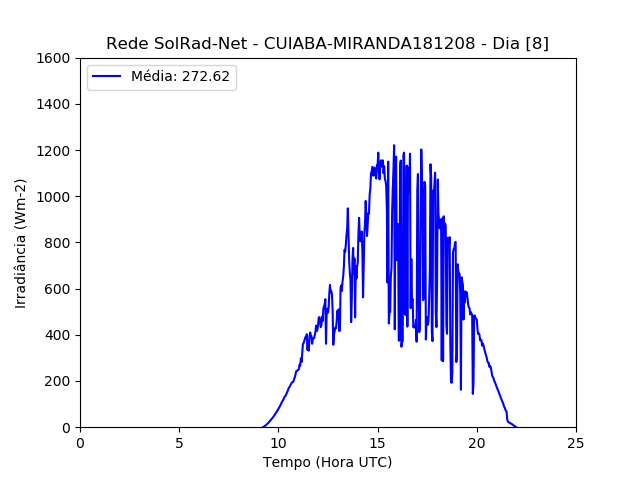 Rede SolRad-Net - CUIABA-MIRANDA181208 - Dia [8]
Média: 272.62
1600
1400
1200
1000
800
600
400
200
0
Irradiância (Wm-2)
0 5 10 15 20 25
Tempo (Hora UTC)